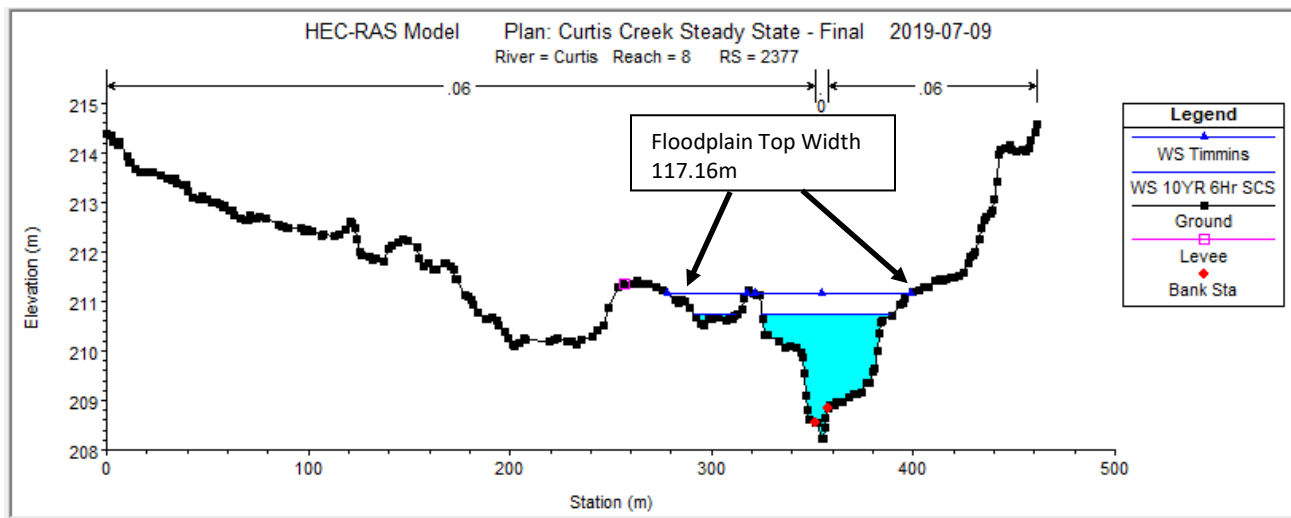 HEC-RAS Model Plan: Curtis Creek Steady State - Final 2019-07-09
River = Curtis Reach = 8 RS = 2377
.06
.0
.06
Floodplain Top Width
117.16m
Legend
WS Timmins
WS 10YR 6Hr SCS
Ground
Levee
Bank Sta
Elevation (m)
215
214
213
212
211
210
209
208
0 100 200 300 400 500
Station (m)